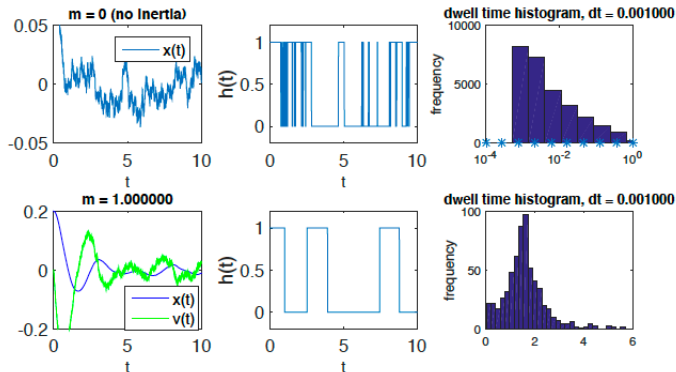 m = 0 (no inertia)
0.05
0
-0.05
x(t)
0 5 10
t
1
0.5
0
h(t)
0 5 10
t
dwell time histogram, dt = 0.001000
10000
5000
0
frequency
10-4 10-2 100
m = 1.000000
0.2
0
-0.2
x(t)
v(t)
0 5 10
t
1
0.5
0
h(t)
0 5 10
t
dwell time histogram, dt = 0.001000
100
50
0
frequency
0 2 4 6